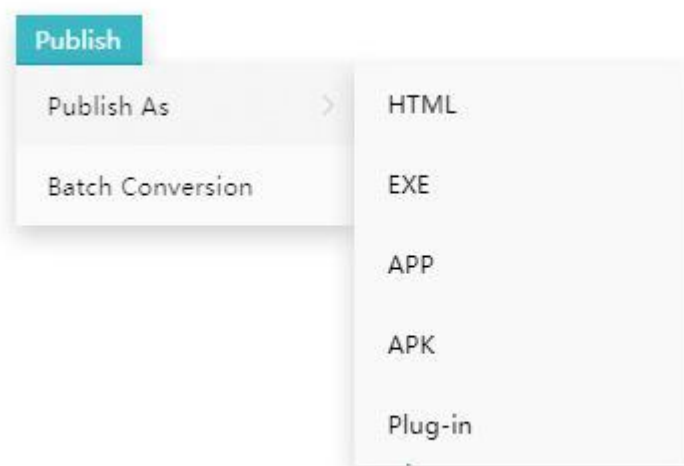 Publish
Publish As
Batch Conversion
HTML
EXE
APP
APK
Plug-in